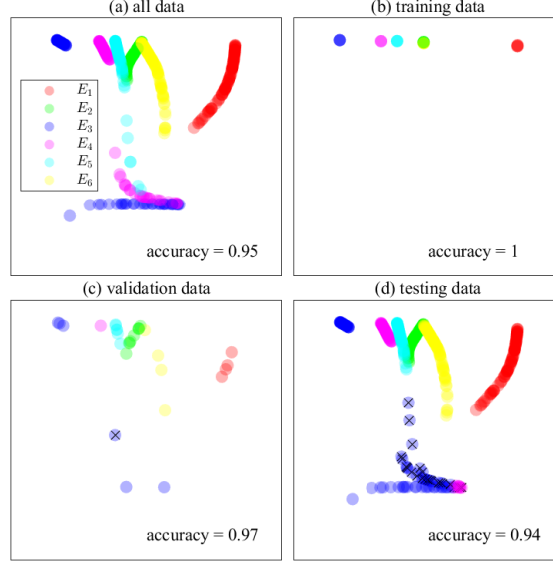 (a) all data
E1
E2
E3
E4
E5
E6
accuracy = 0.95
(b) training data
accuracy = 1
(c) validation data
accuracy = 0.97
(d) testing data
accuracy = 0.94